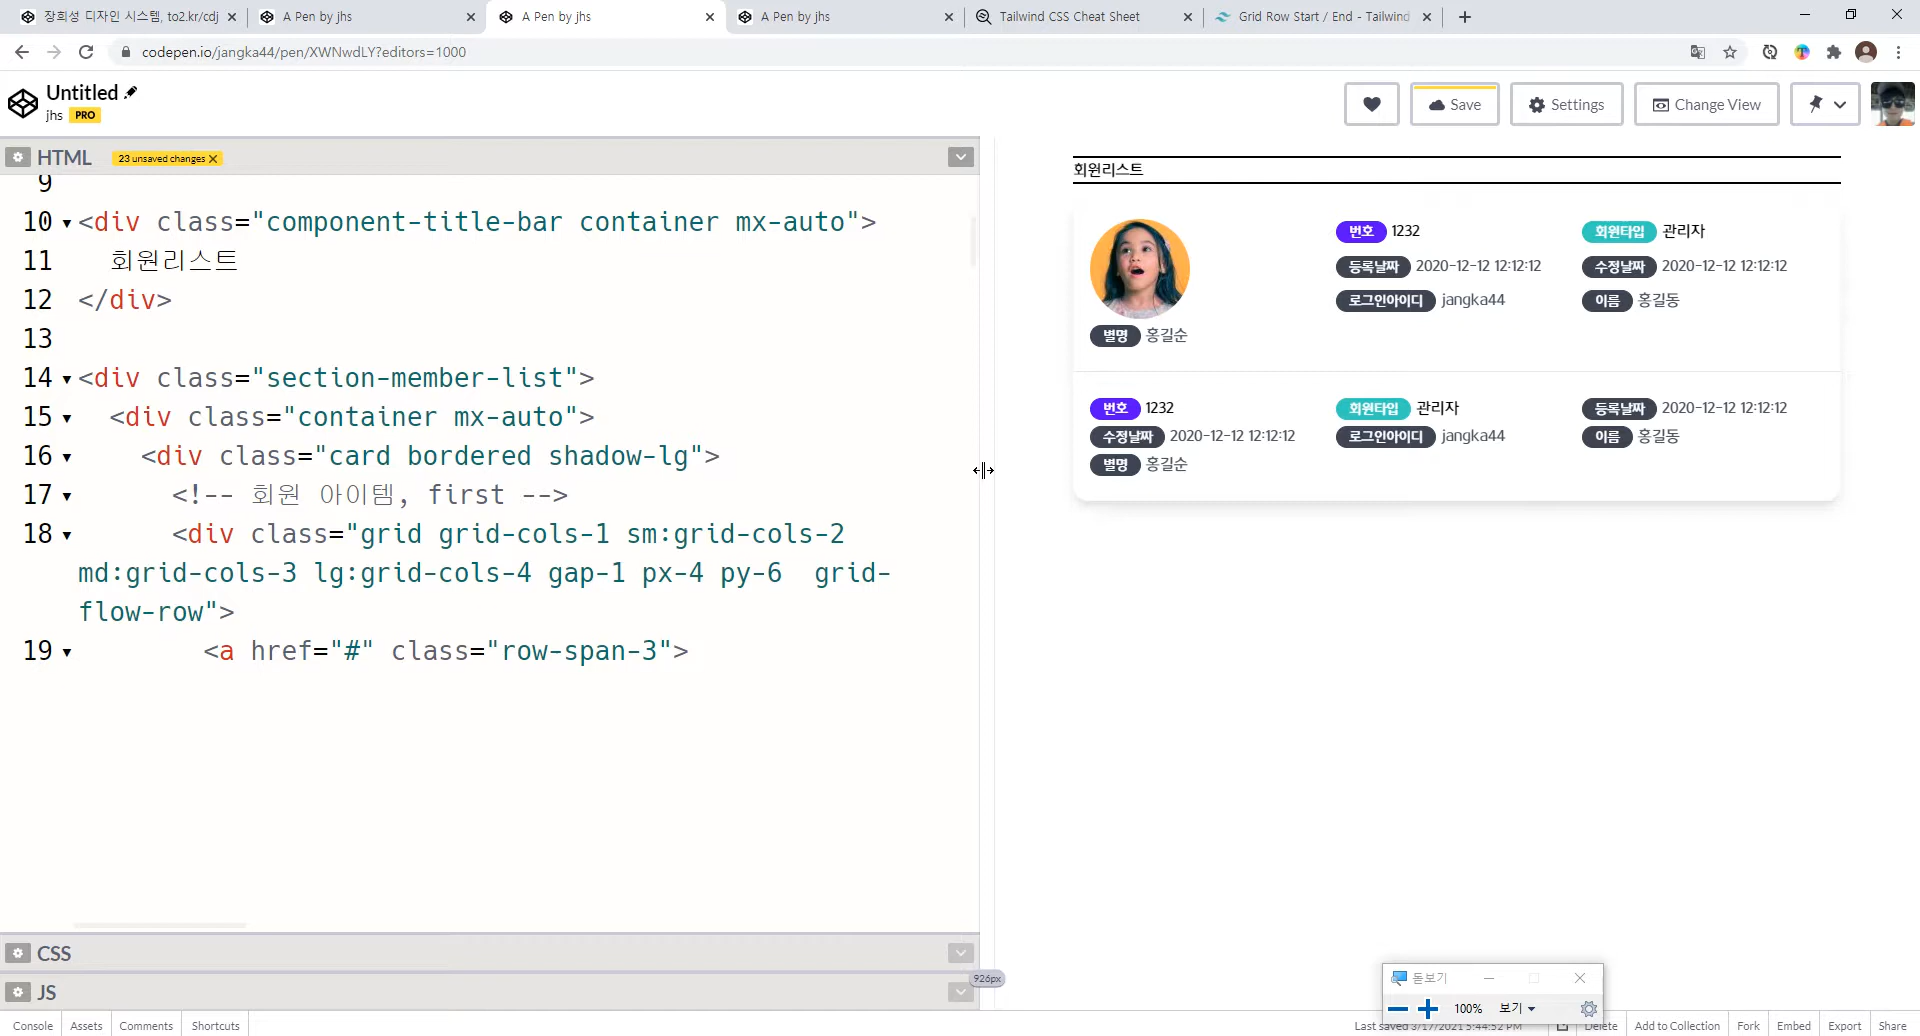 장희성 디자인 시스템, to2.kr/cdj
A Pen by jhs
A Pen by jhs
A Pen by jhs
Tailwind CSS Cheat Sheet
Grid Row Start / End - Tailwind
codepen.io/jangka44/pen/XWNwdLY?editors=1000
Untitled
jhs PRO
Save
Settings
Change View
HTML 23 unsaved changes
9
10 <div class="component-title-bar container mx-auto">
11 회원리스트
12 </div>
13
14 <div class="section-member-list">
15 <div class="container mx-auto">
16 <div class="card bordered shadow-lg">
17 <!-- 회원 아이템, first -->
18 <div class="grid grid-cols-1 sm:grid-cols-2
md:grid-cols-3 lg:grid-cols-4 gap-1 px-4 py-6 grid-
flow-row">
19 <a href="#" class="row-span-3">
CSS
JS
926px
회원리스트
번호 1232
회원타입 관리자
등록날짜 2020-12-12 12:12:12
수정날짜 2020-12-12 12:12:12
로그인아이디 jangka44
이름 홍길동
별명 홍길순
번호 1232
회원타입 관리자
등록날짜 2020-12-12 12:12:12
수정날짜 2020-12-12 12:12:12
로그인아이디 jangka44
이름 홍길동
별명 홍길순
돋보기
100%
보기
Console
Assets
Comments
Shortcuts
Last saved 3/17/2021 5:44:52 PM
Delete
Add to Collection
Fork
Embed
Export
Share